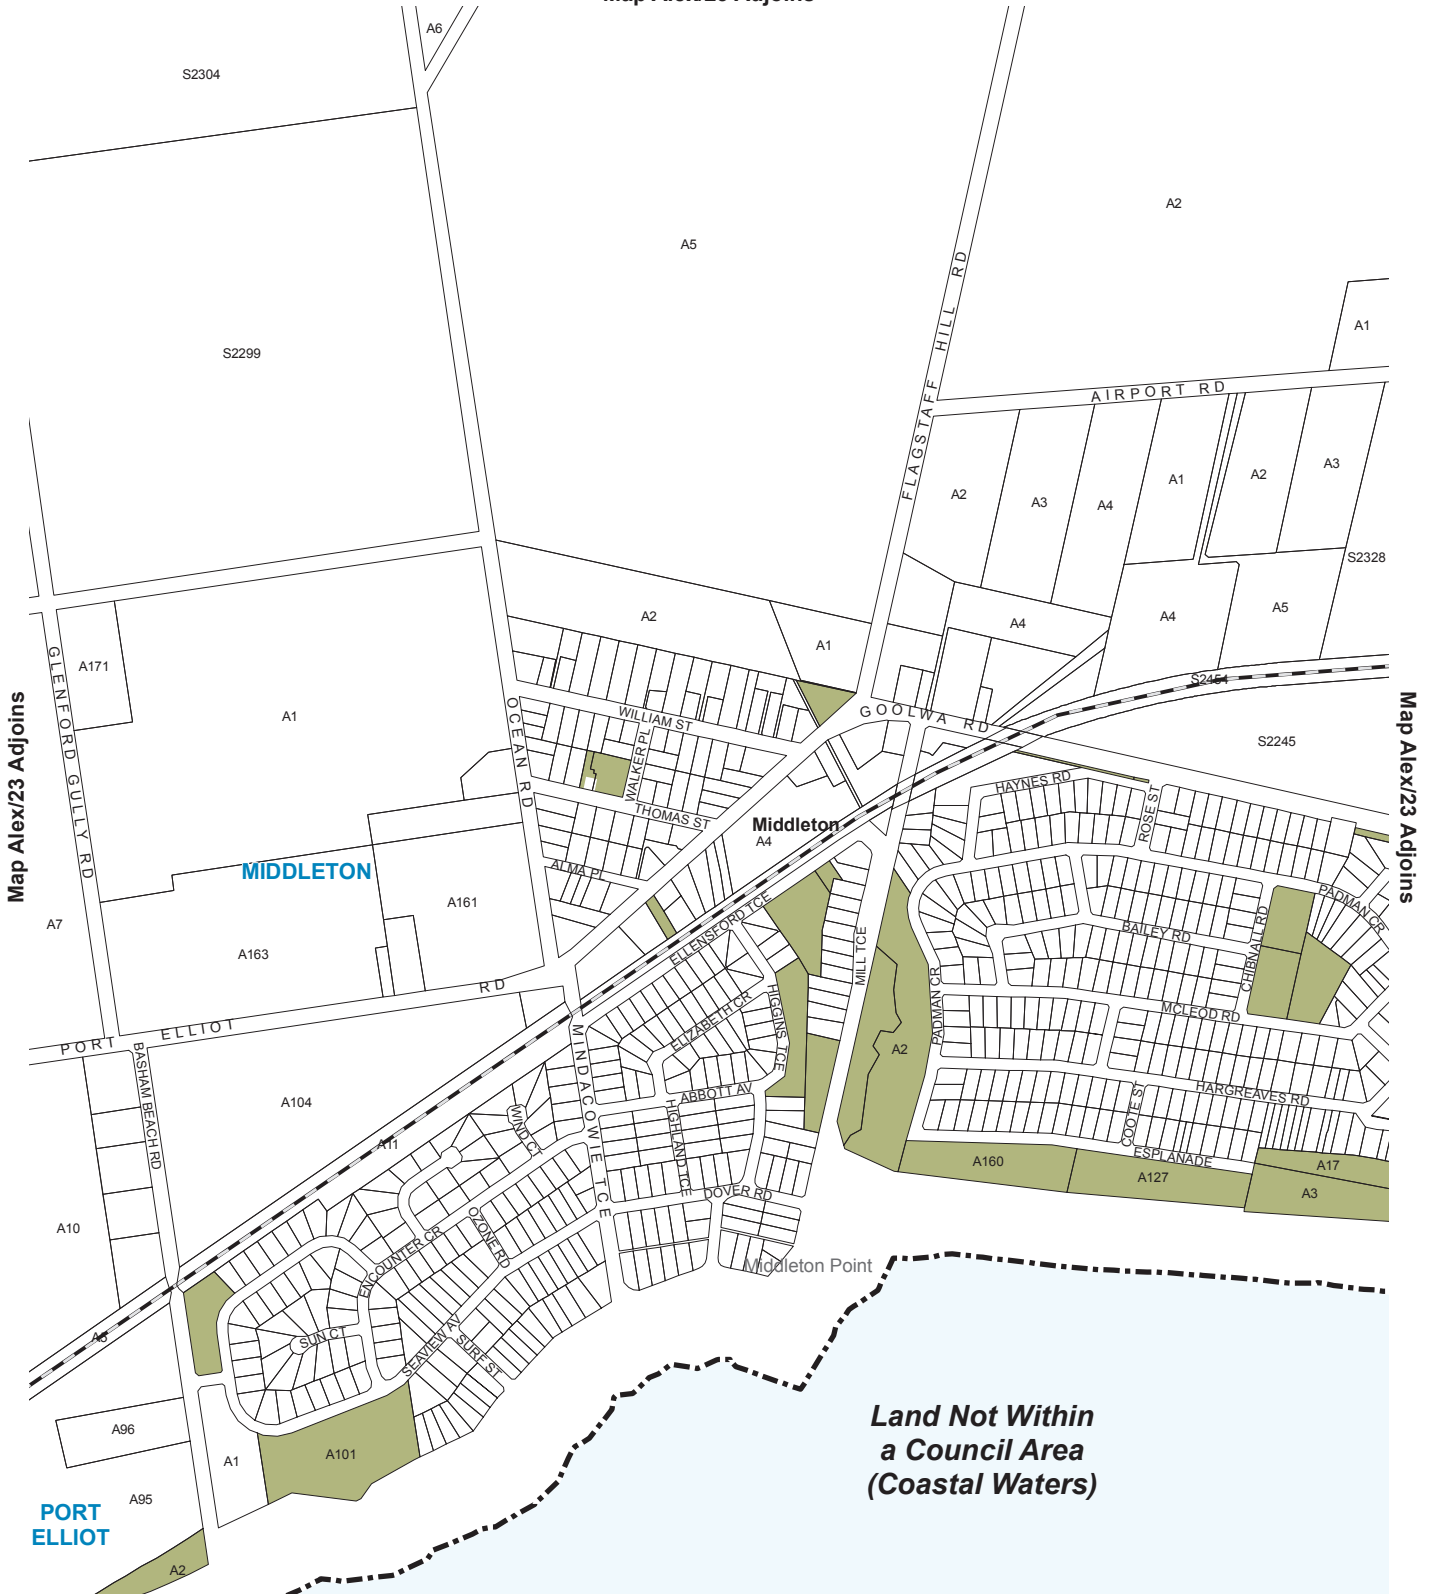 A6
S2304
A2
A5
A1
S2299
FLAGSTAFF HILL RD
AIRPORT RD
A2
A3
A4
A1
A2
A3
S2328
A2
A1
A4
A4
A5
A171
GLENFORD GULLY RD
A1
OCEAN RD
WILLIAM ST
WALKER PL
THOMAS ST
ALMA PL
GOOLWA RD
S2454
S2245
Map Alex/23 Adjoins
Map Alex/23 Adjoins
HAYNES RD
ROSE ST
Middleton
A4
MIDDLETON
A161
A7
A163
ELLENSFORD TCE
MILL TCE
PADMAN CR
BAILEY RD
CHIBNALL RD
PADMAN CR
MCLEOD RD
PORT ELLIOT RD
BASHAM BEACH RD
MINDACOWIE TCE
ELIZABETH CR
HIGGINS TCE
A2
ABBOTT AV
HIGHLAND TCE
HARGREAVES RD
COOTE ST
ESPLANADE
A104
A11
WIND CT
A160
A127
A17
A3
DOVER RD
A10
OZONE RD
ENCOUNTER CR
Middleton Point
A3
SUN CT
SEAVIEW AV
SURF ST
Land Not Within
a Council Area
(Coastal Waters)
A96
A1
A101
A95
PORT
ELLIOT
A2